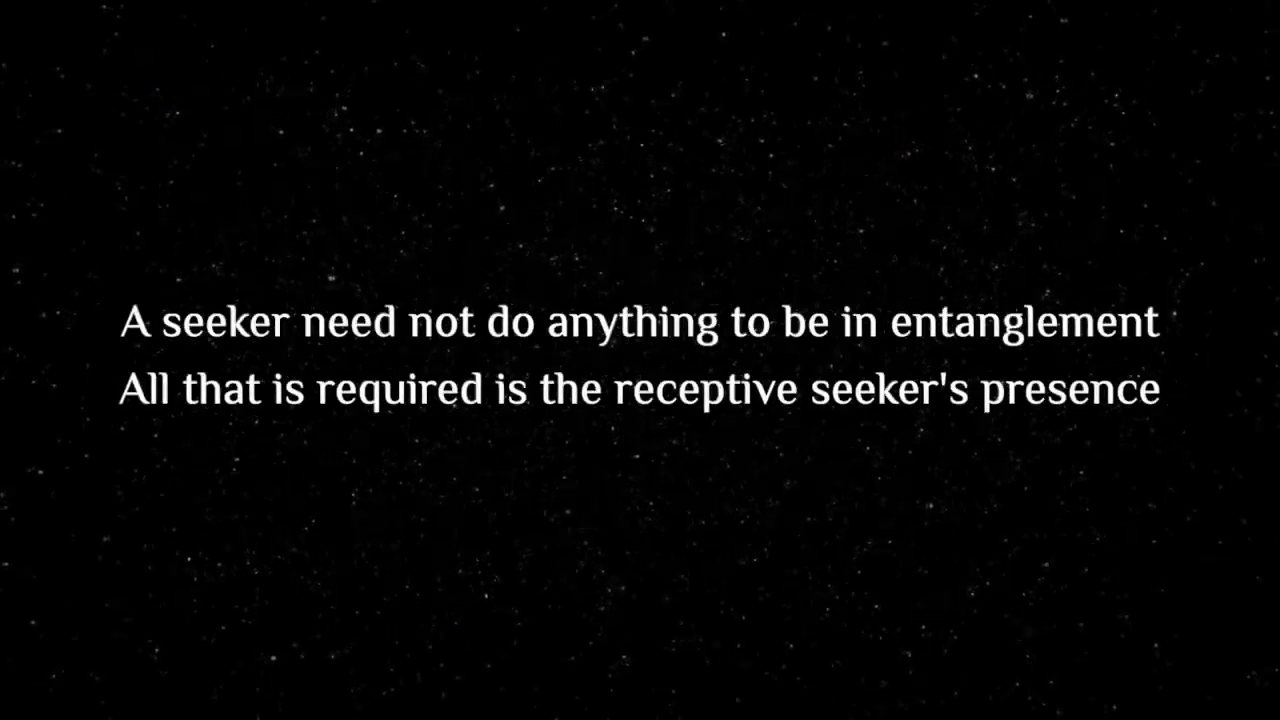 A seeker need not do anything to be in entanglement
All that is required is the receptive seeker's presence